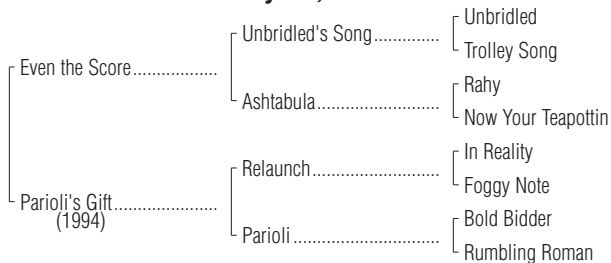 Unbridled
Unbridled's Song
Trolley Song
Even the Score
Rahy
Ashtabula
Now Your Teapottin
In Reality
Relaunch
Foggy Note
Parioli's Gift
(1994)
Bold Bidder
Parioli
Rumbling Roman